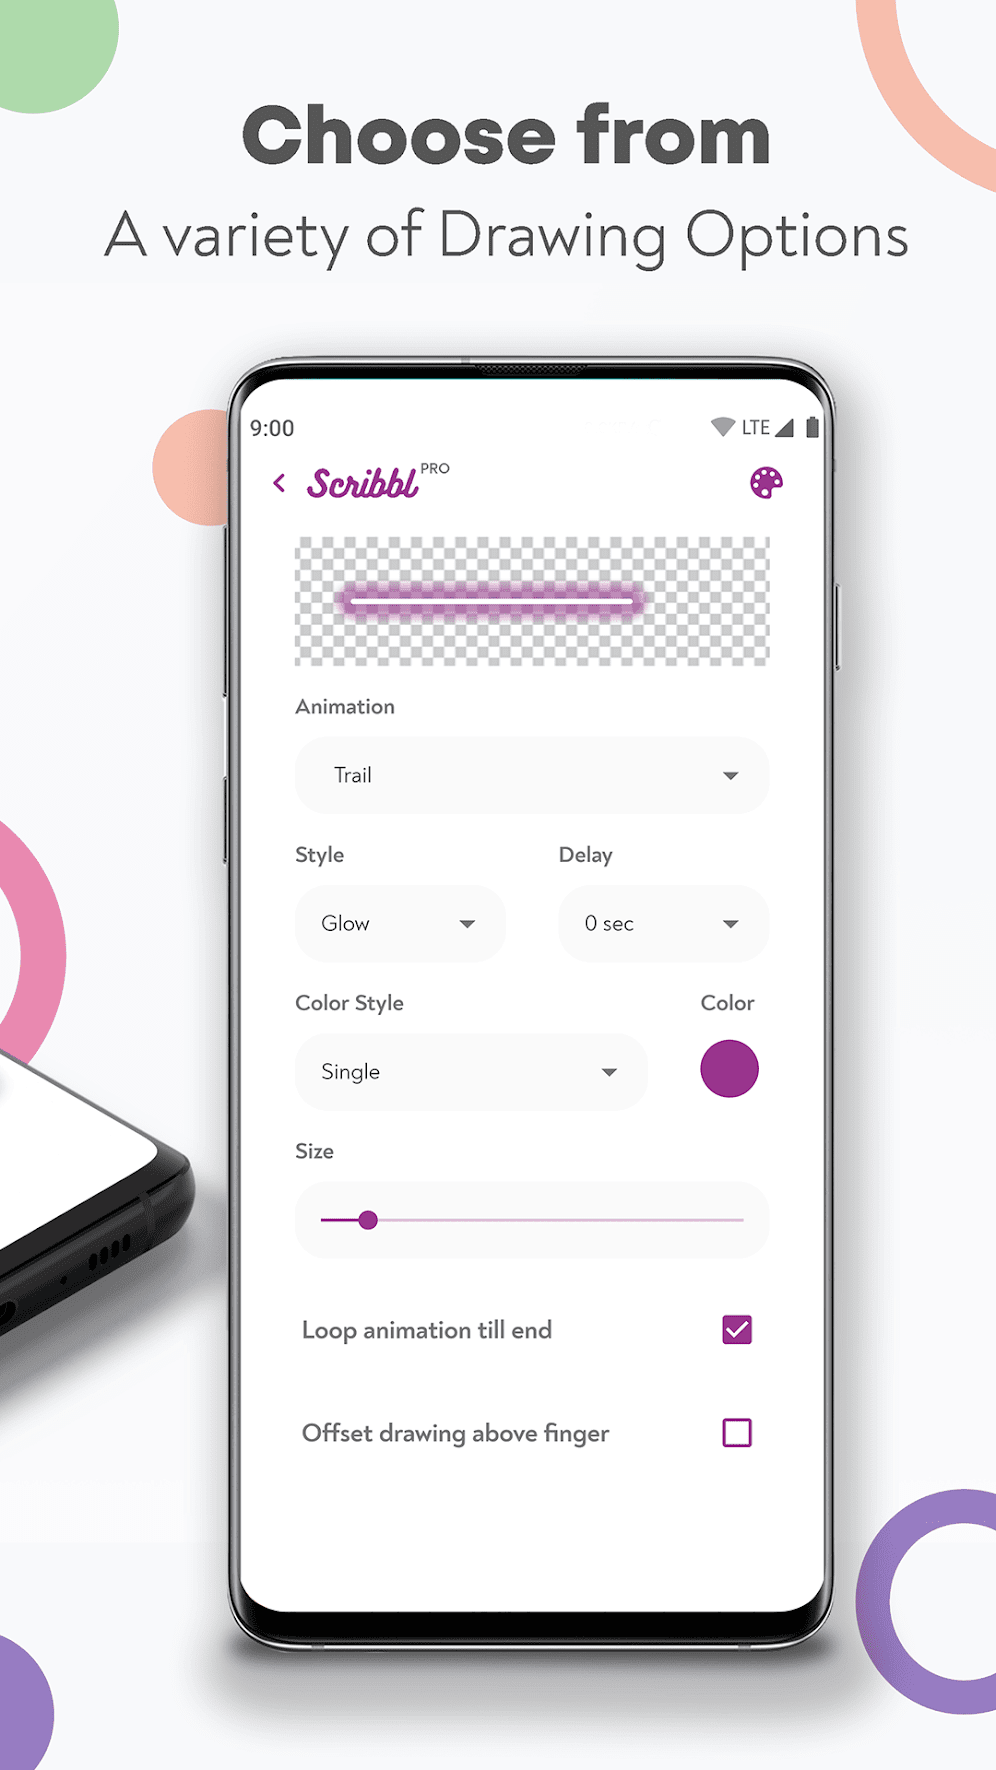 Choose from
A variety of Drawing Options
9:00 LTE
Scribbl PRO
Animation
Trail
Style Delay
Glow 0 sec
Color Style Color
Single
Size
Loop animation till end
Offset drawing above finger